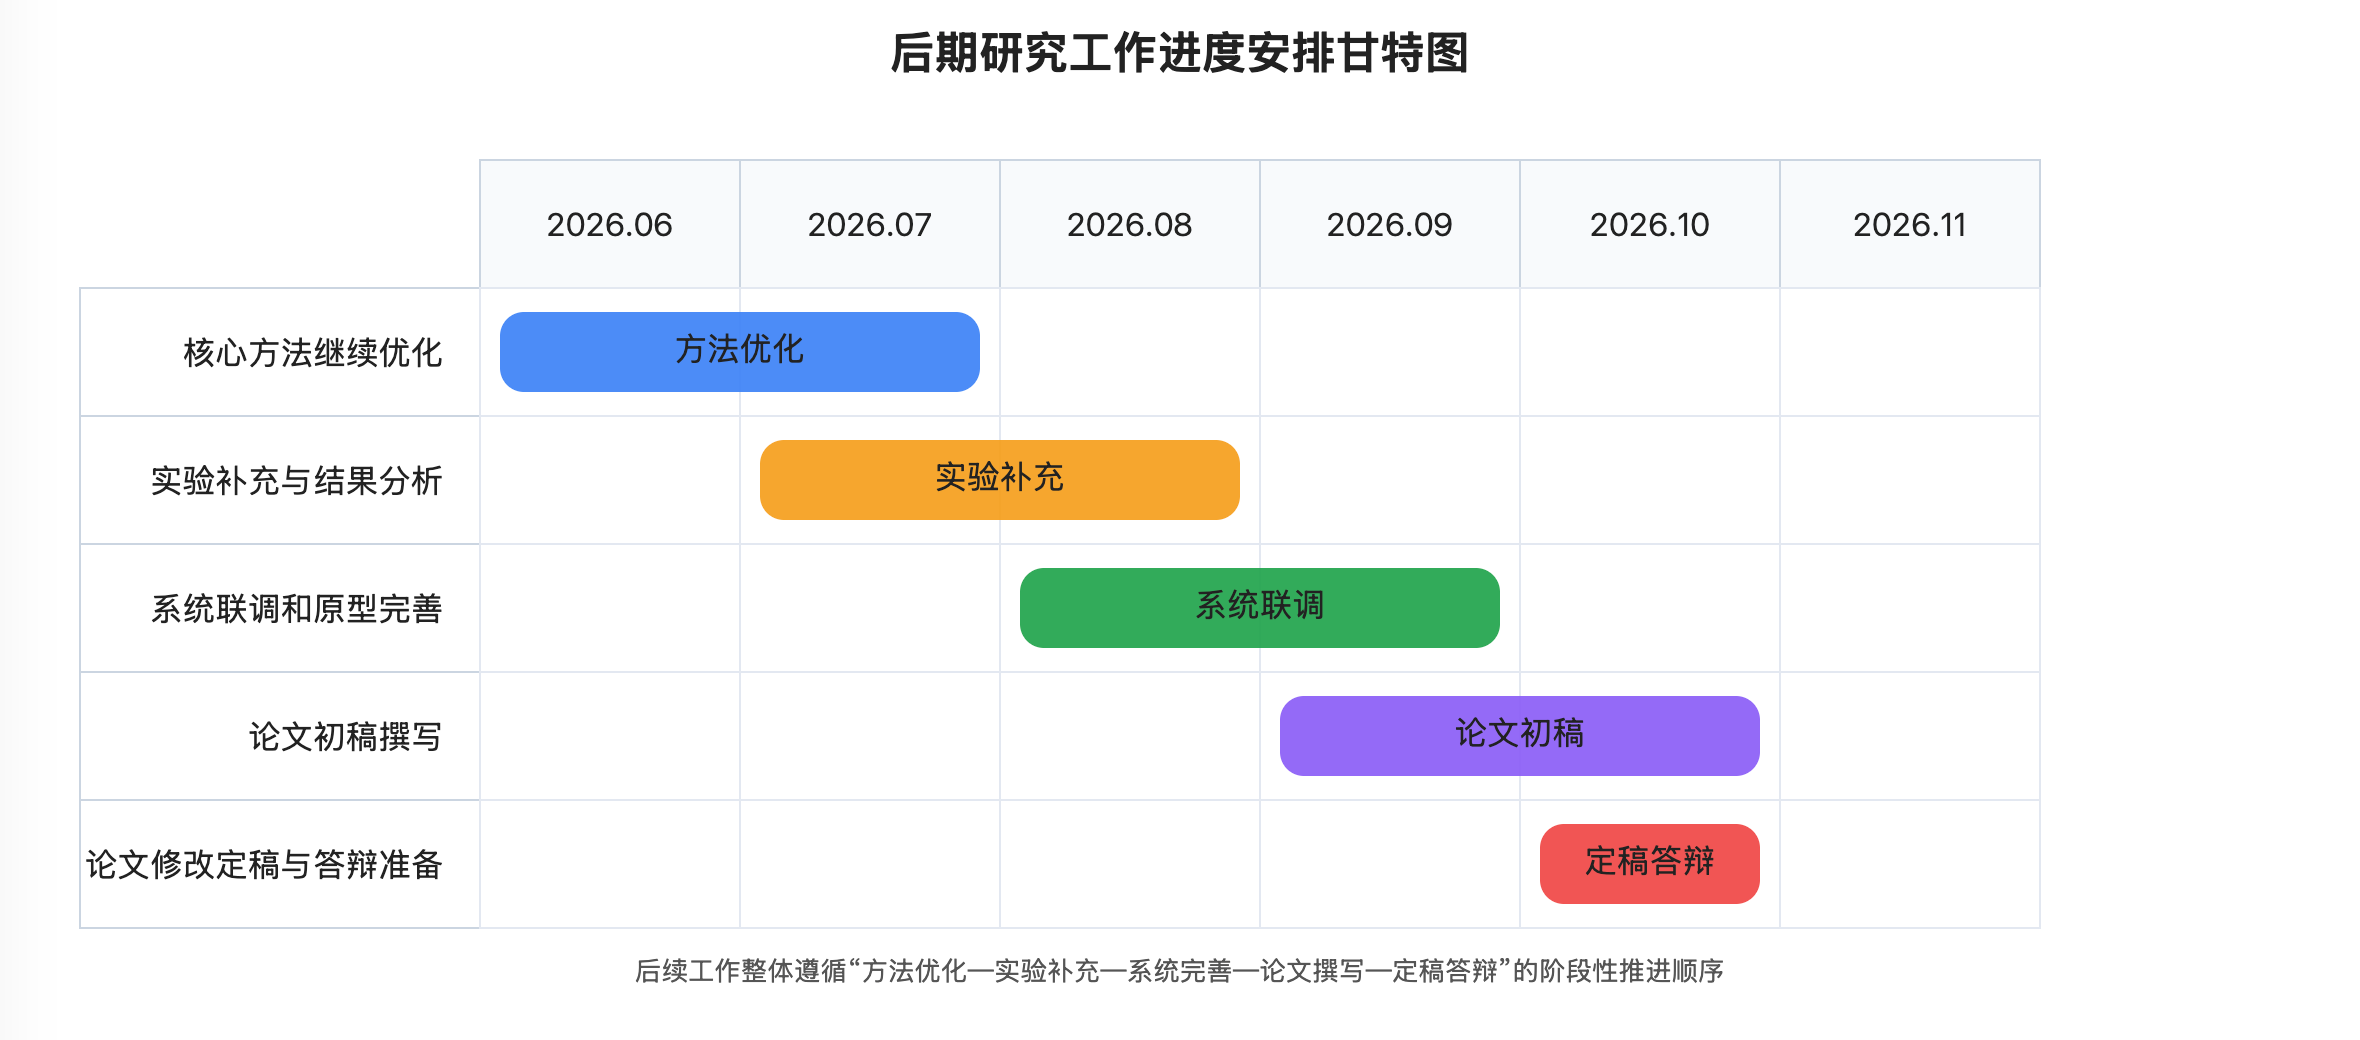 后期研究工作进度安排甘特图
2026.06 2026.07 2026.08 2026.09 2026.10 2026.11
核心方法继续优化 方法优化
实验补充与结果分析 实验补充
系统联调和原型完善 系统联调
论文初稿撰写 论文初稿
论文修改定稿与答辩准备 定稿答辩
后续工作整体遵循“方法优化—实验补充—系统完善—论文撰写—定稿答辩”的阶段性推进顺序